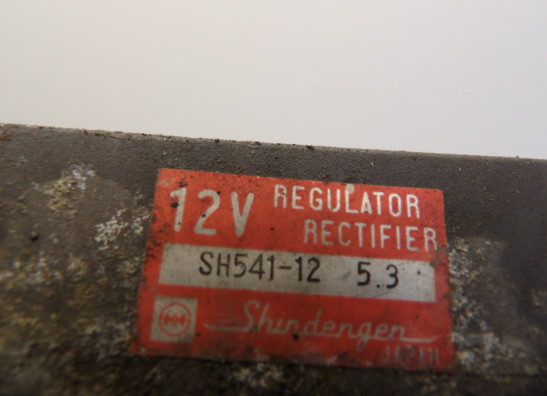 12V REGULATOR
RECTIFIER
SH541-12 5.3
Shindengen
JAPAN